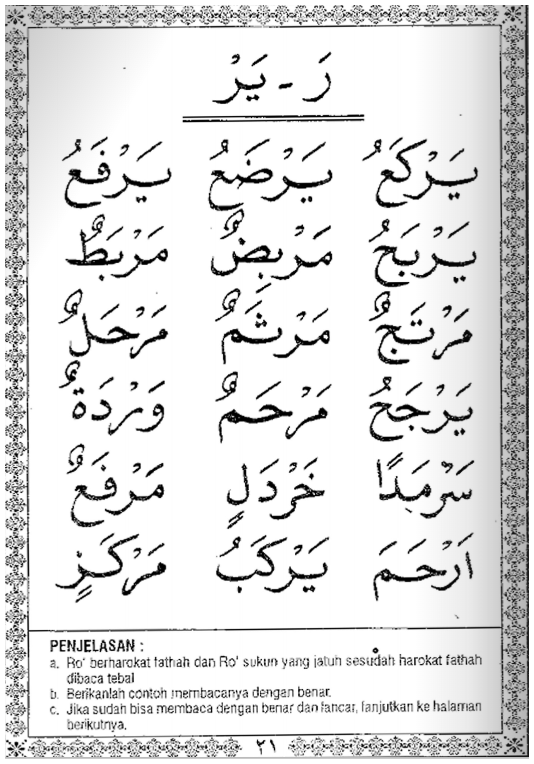 رَ - يَرْ
يَرْكَعُ يَرْضَعُ يَرْفَعُ
يَرْبَحُ مَرْبِضٌ مَرْبَطٌ
مَرْتَجٌ مَرْثَمٌ مَرْحَلٌ
يَرْجَحُ مَرْحَمٌ وَرْدَةٌ
سَرْمَدًا خَرْدَلٍ مَرْفَعٌ
اَرْحَمَ يَرْكَبُ مَرْكَزٍ
PENJELASAN :
a. Ro' berharokat fathah dan Ro' sukun yang jatuh sesudah harokat fathah
dibaca tebal
b. Berikanlah contoh membacanya dengan benar.
c. Jika sudah bisa membaca dengan benar dan lancar, lanjutkan ke halaman
berikutnya.
٢١